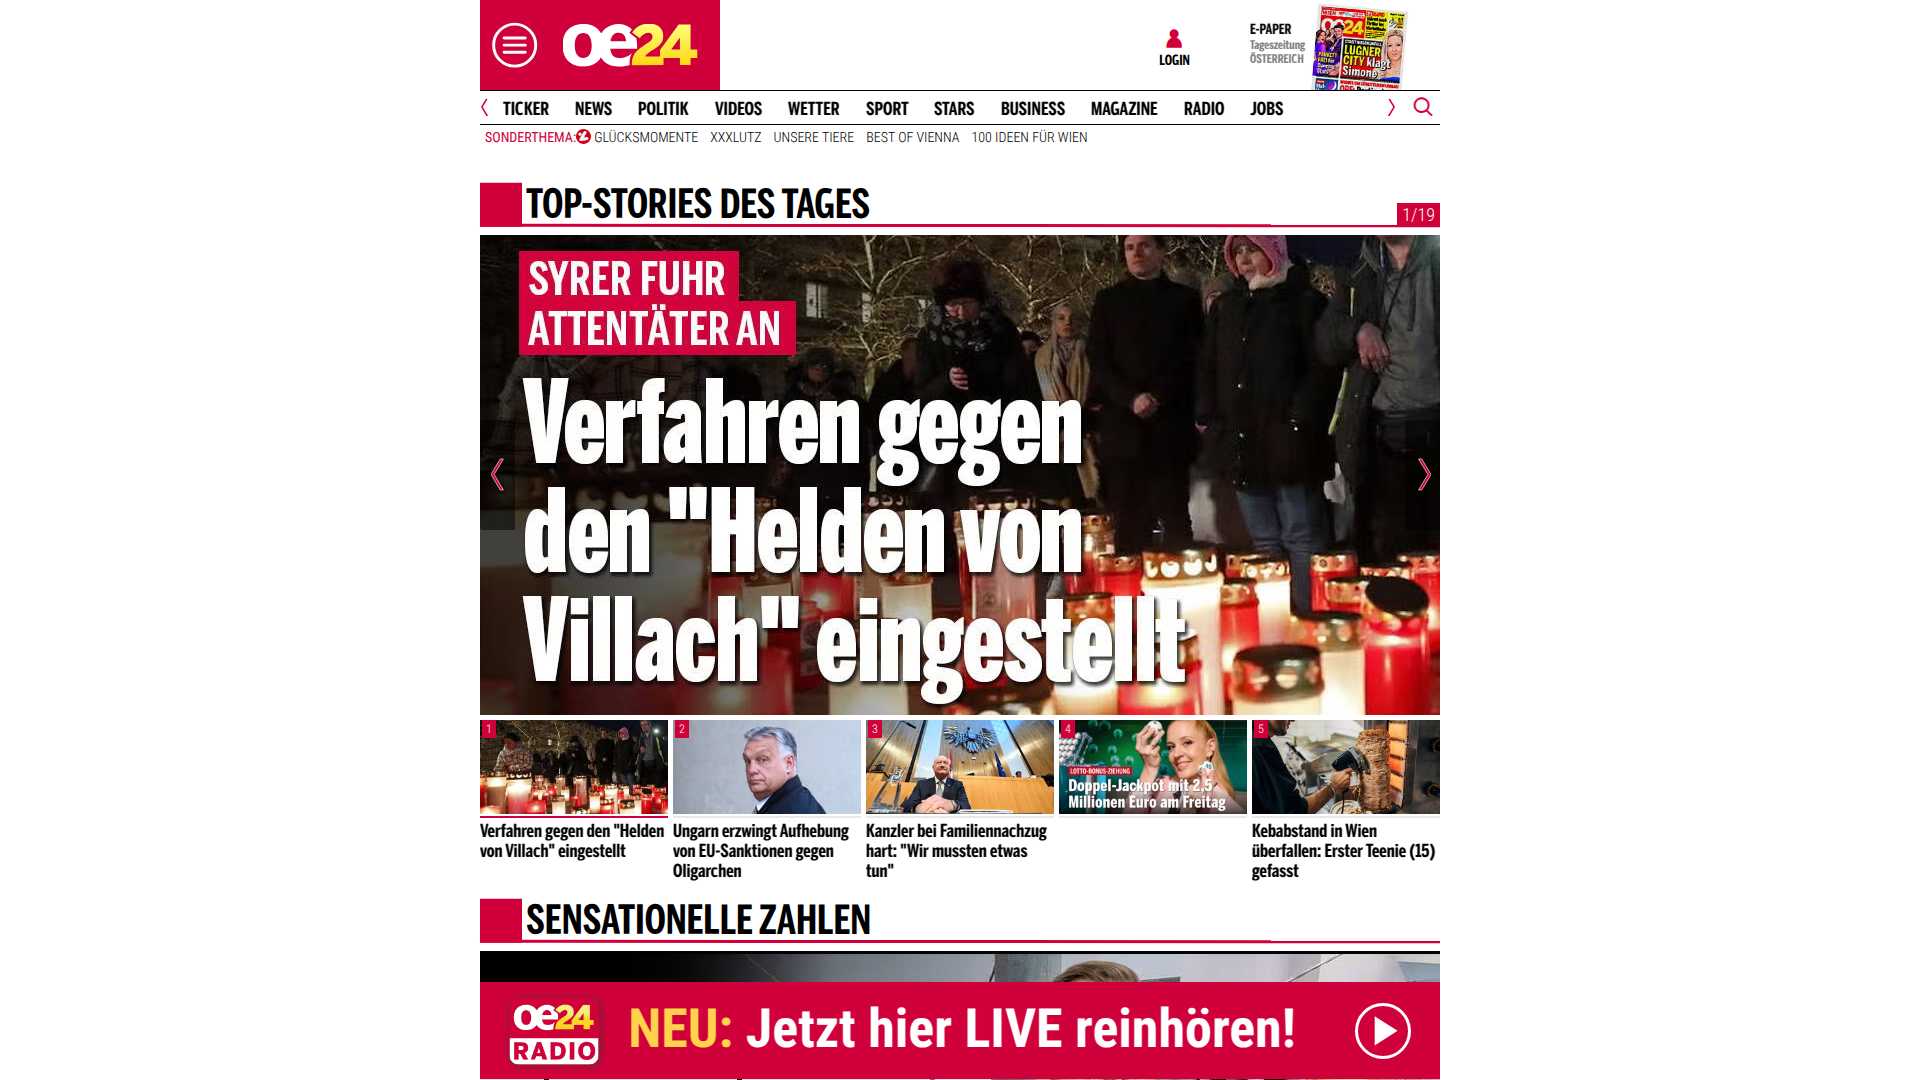 oe24
LOGIN
E-PAPER
Tageszeitung
ÖSTERREICH
oe24
LUGNER
CITY klagt
Simone
TICKER NEWS POLITIK VIDEOS WETTER SPORT STARS BUSINESS MAGAZINE RADIO JOBS
SONDERTHEMA: GLÜCKSMOMENTE XXXLUTZ UNSERE TIERE BEST OF VIENNA 100 IDEEN FÜR WIEN
TOP-STORIES DES TAGES
1/19
SYRER FUHR
ATTENTÄTER AN
Verfahren gegen
den "Helden von
Villach" eingestellt
1
2
3
4
5
LOTTO-BONUS-ZIEHUNG
Doppel-Jackpot mit 2,5
Millionen Euro am Freitag
Verfahren gegen den "Helden
von Villach" eingestellt
Ungarn erzwingt Aufhebung
von EU-Sanktionen gegen
Oligarchen
Kanzler bei Familiennachzug
hart: "Wir mussten etwas
tun"
Kebabstand in Wien
überfallen: Erster Teenie (15)
gefasst
SENSATIONELLE ZAHLEN
oe24
RADIO
NEU: Jetzt hier LIVE reinhören!